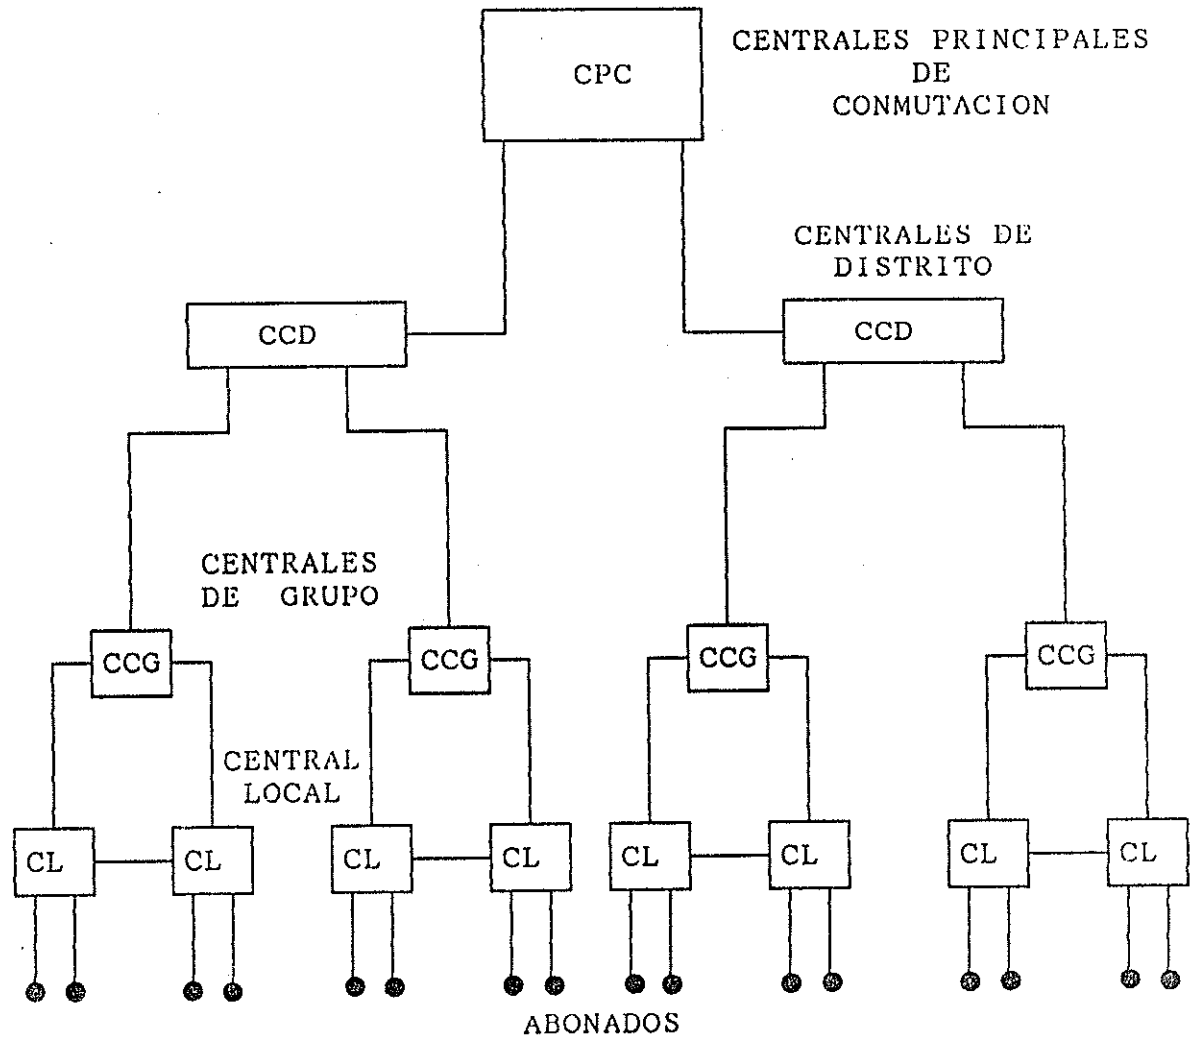 CPC
CENTRALES PRINCIPALES
DE
CONMUTACION
CENTRALES DE
DISTRITO
CCD
CCD
CENTRALES
DE GRUPO
CCG
CCG
CCG
CCG
CENTRAL
LOCAL
CL
CL
CL
CL
CL
CL
CL
CL
ABONADOS